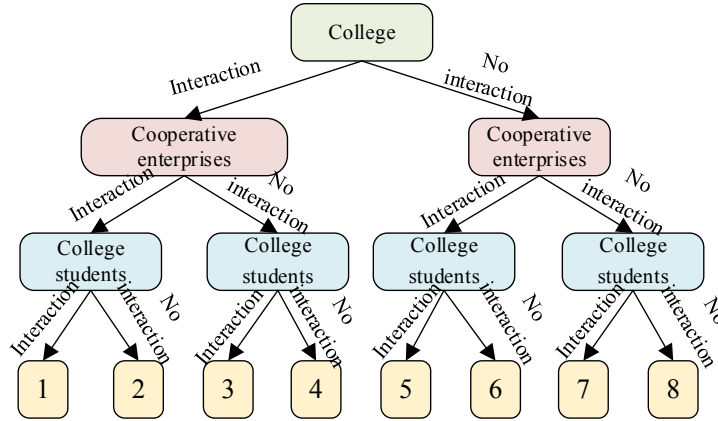 College
Interaction
No
interaction
Cooperative
enterprises
Cooperative
enterprises
Interaction
No
interaction
Interaction
No
interaction
College
students
College
students
College
students
College
students
Interaction
No
interaction
Interaction
No
interaction
Interaction
No
interaction
Interaction
No
interaction
1
2
3
4
5
6
7
8